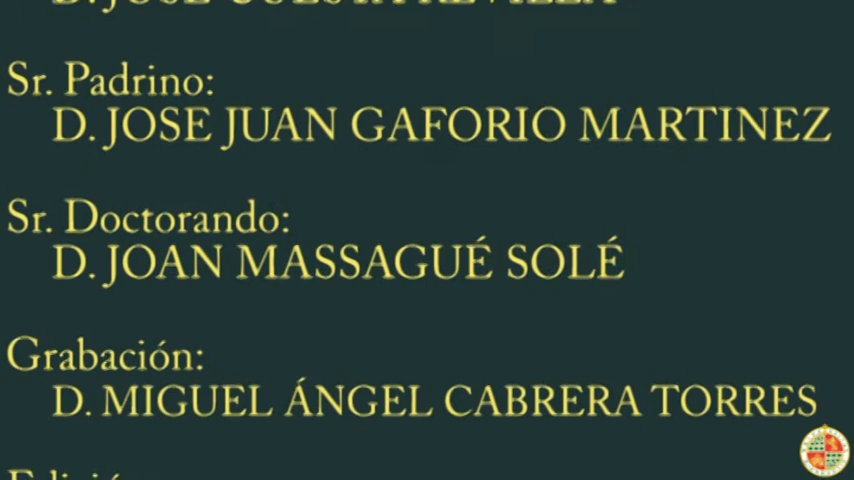 Sr. Padrino:
D. JOSE JUAN GAFORIO MARTINEZ
Sr. Doctorando:
D. JOAN MASSAGUÉ SOLÉ
Grabación:
D. MIGUEL ÁNGEL CABRERA TORRES